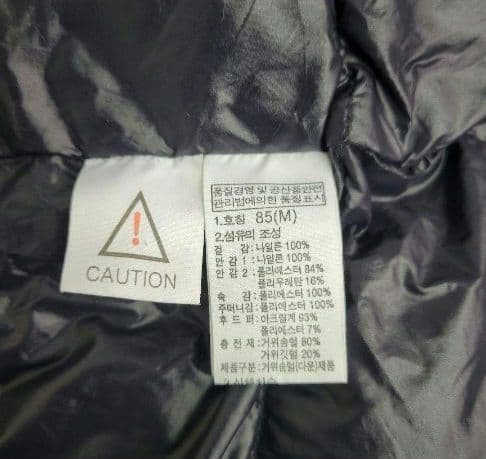 CAUTION
품질경영 및 공산품안전
관리법에의한 품질표시
1.호칭 85(M)
2.섬유의 조성
겉 감 : 나일론 100%
안 감 1 : 나일론 100%
안 감 2 : 폴리에스터 84%
폴리우레탄 16%
속 감 : 폴리에스터 100%
주머니감 : 폴리에스터 100%
후 드 퍼 : 아크릴계 93%
폴리에스터 7%
충 전 재 : 거위솜털 80%
거위깃털 20%
제품구분 : 거위솜털(다운)제품